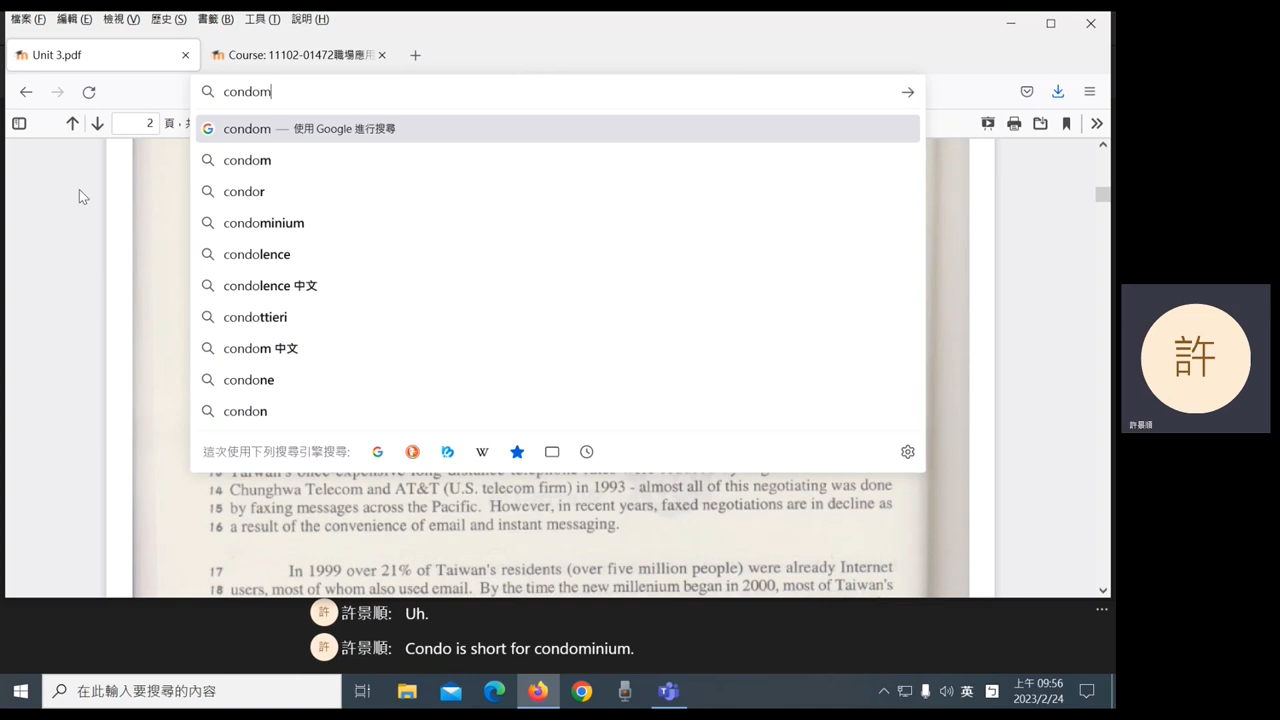 檔案 (F) 編輯 (E) 檢視 (V) 歷史 (S) 書籤 (B) 工具 (T) 說明 (H)
Unit 3.pdf
Course: 11102-01472職場應用
condom
2 頁，共
condom — 使用 Google 進行搜尋
condom
condor
condominium
condolence
condolence 中文
condottieri
condom 中文
condone
condon
這次使用下列搜尋引擎搜尋:
14 Chunghwa Telecom and AT&T (U.S. telecom firm) in 1993 - almost all of this negotiating was done
15 by faxing messages across the Pacific. However, in recent years, faxed negotiations are in decline as
16 a result of the convenience of email and instant messaging.
17 In 1999 over 21% of Taiwan's residents (over five million people) were already Internet
18 users, most of whom also used email. By the time the new millenium began in 2000, most of Taiwan's
許
許景順
許 許景順: Uh.
許 許景順: Condo is short for condominium.
在此輸入要搜尋的內容
英
上午 09:56
2023/2/24